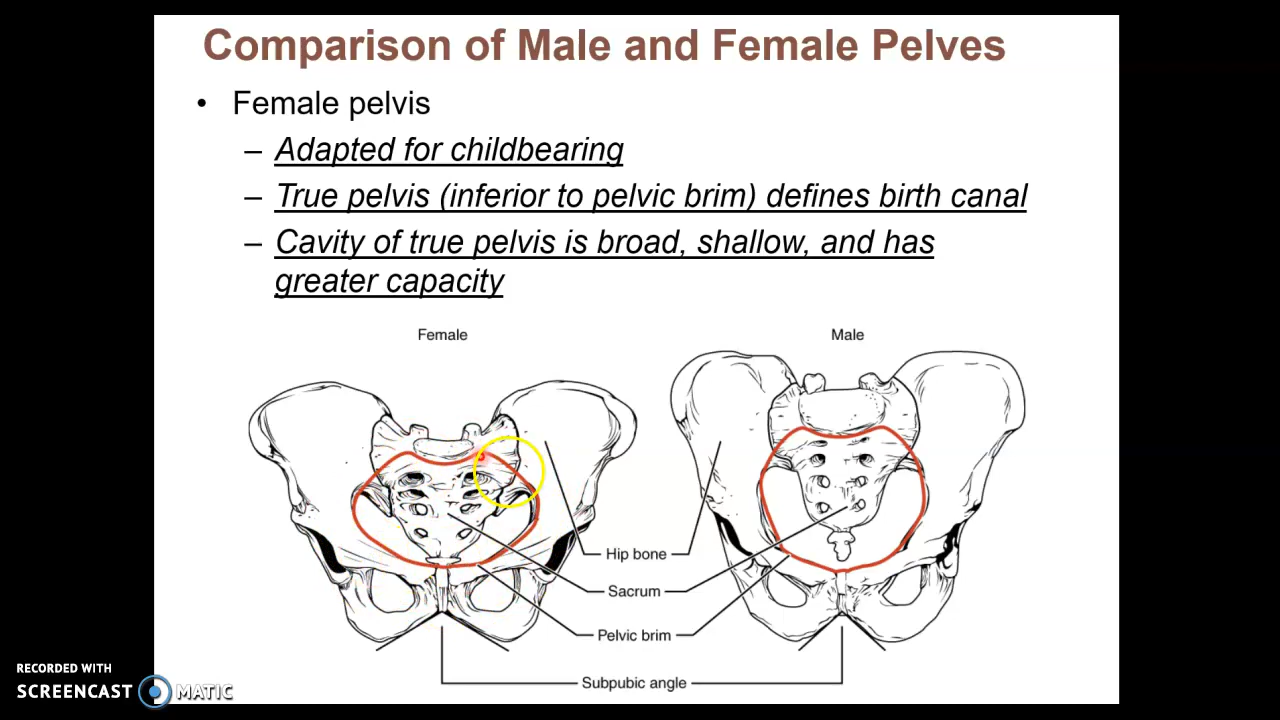 Comparison of Male and Female Pelves
• Female pelvis
– Adapted for childbearing
– True pelvis (inferior to pelvic brim) defines birth canal
– Cavity of true pelvis is broad, shallow, and has
greater capacity
Female
Male
Hip bone
Sacrum
Pelvic brim
Subpubic angle
RECORDED WITH
SCREENCAST MATIC